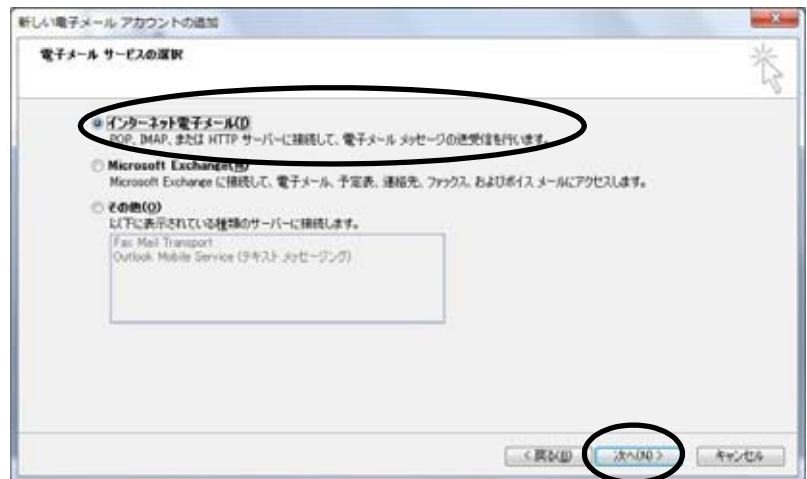 新しい電子メール アカウントの追加
電子メール サービスの選択
インターネット電子メール(I)
POP、IMAP、または HTTP サーバーに接続して、電子メール メッセージの送受信を行います。
Microsoft Exchange(M)
Microsoft Exchange に接続して、電子メール、予定表、連絡先、ファックス、およびボイス メールにアクセスします。
その他(O)
以下に表示されている種類のサーバーに接続します。
Fax Mail Transport
Outlook Mobile Service (テキスト メッセージング)
< 戻る(B) 次へ(N) > キャンセル